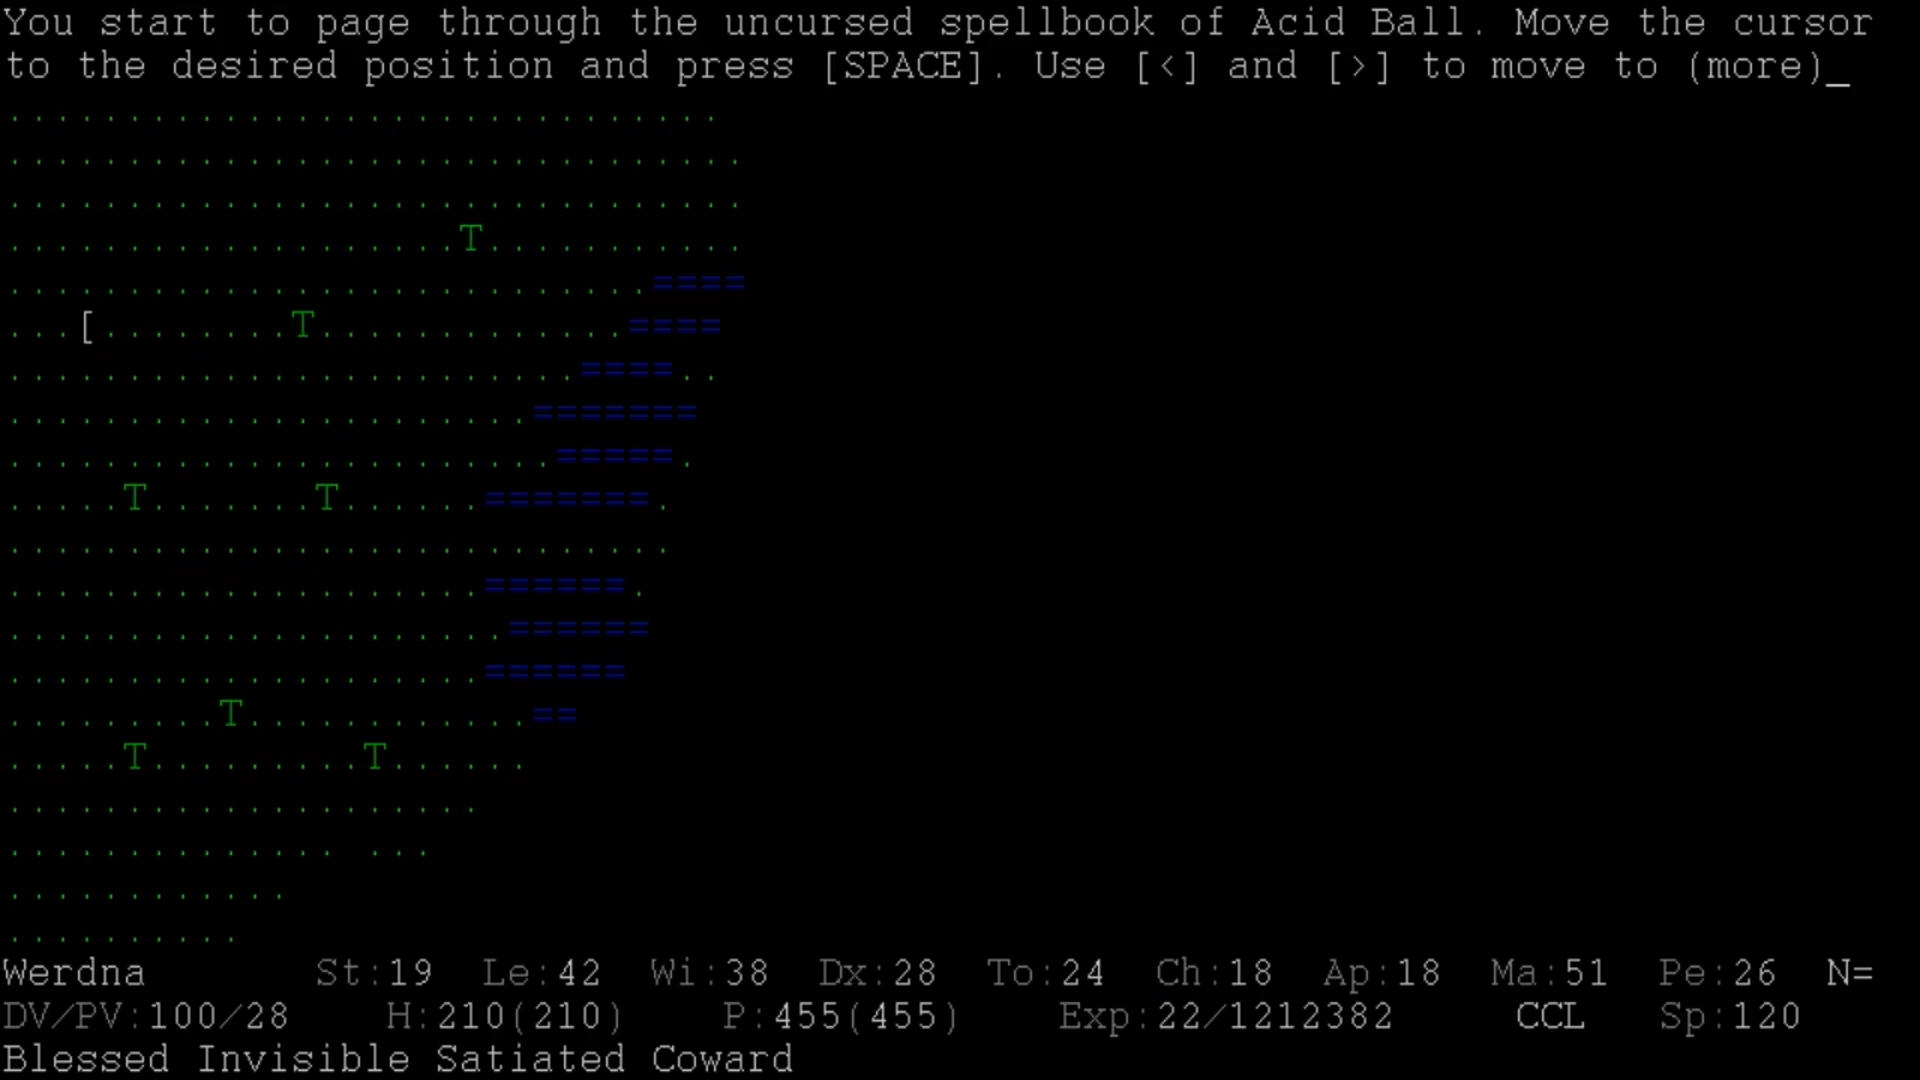 You start to page through the uncursed spellbook of Acid Ball. Move the cursor
to the desired position and press [SPACE]. Use [<] and [>] to move to (more)_
Werdna St:19 Le:42 Wi:38 Dx:28 To:24 Ch:18 Ap:18 Ma:51 Pe:26 N=
DV/PV:100/28 H:210(210) P:455(455) Exp:22/1212382 CCL Sp:120
Blessed Invisible Satiated Coward